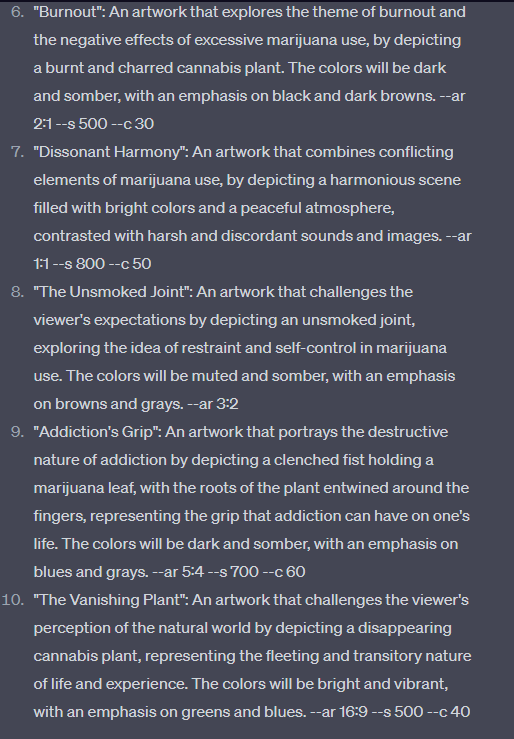 6. "Burnout": An artwork that explores the theme of burnout and
the negative effects of excessive marijuana use, by depicting
a burnt and charred cannabis plant. The colors will be dark
and somber, with an emphasis on black and dark browns. --ar
2:1 --s 500 --c 30
7. "Dissonant Harmony": An artwork that combines conflicting
elements of marijuana use, by depicting a harmonious scene
filled with bright colors and a peaceful atmosphere,
contrasted with harsh and discordant sounds and images. --ar
1:1 --s 800 --c 50
8. "The Unsmoked Joint": An artwork that challenges the
viewer's expectations by depicting an unsmoked joint,
exploring the idea of restraint and self-control in marijuana
use. The colors will be muted and somber, with an emphasis
on browns and grays. --ar 3:2
9. "Addiction's Grip": An artwork that portrays the destructive
nature of addiction by depicting a clenched fist holding a
marijuana leaf, with the roots of the plant entwined around the
fingers, representing the grip that addiction can have on one's
life. The colors will be dark and somber, with an emphasis on
blues and grays. --ar 5:4 --s 700 --c 60
10. "The Vanishing Plant": An artwork that challenges the viewer's
perception of the natural world by depicting a disappearing
cannabis plant, representing the fleeting and transitory nature
of life and experience. The colors will be bright and vibrant,
with an emphasis on greens and blues. --ar 16:9 --s 500 --c 40